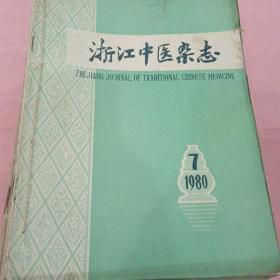 浙江中医杂志
ZHEJIANG JOURNAL OF TRADITIONAL CHINESE MEDICINE
7
1980